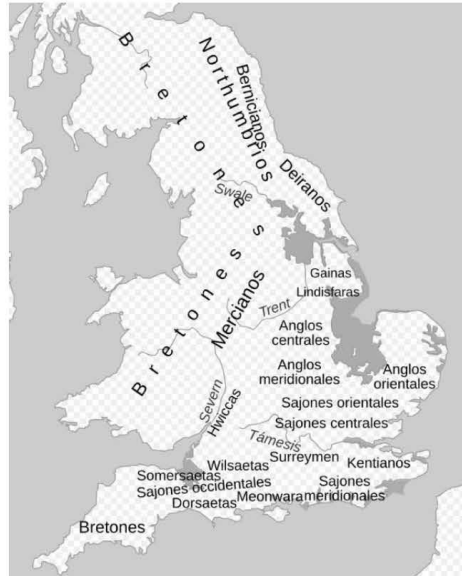 Bretones
Northumbrios
Bernicianos
Deiranos
Swale
Gainas
Lindisfaras
Bretones
Mercianos
Trent
Anglos
centrales
Anglos
meridionales
Anglos
orientales
Severn
Hwiccas
Sajones orientales
Sajones centrales
Támesis
Surreymen
Kentianos
Wilsaetas
Somersaetas
Sajones occidentales
Sajones
meridionales
Meonwara
Dorsaetas
Bretones